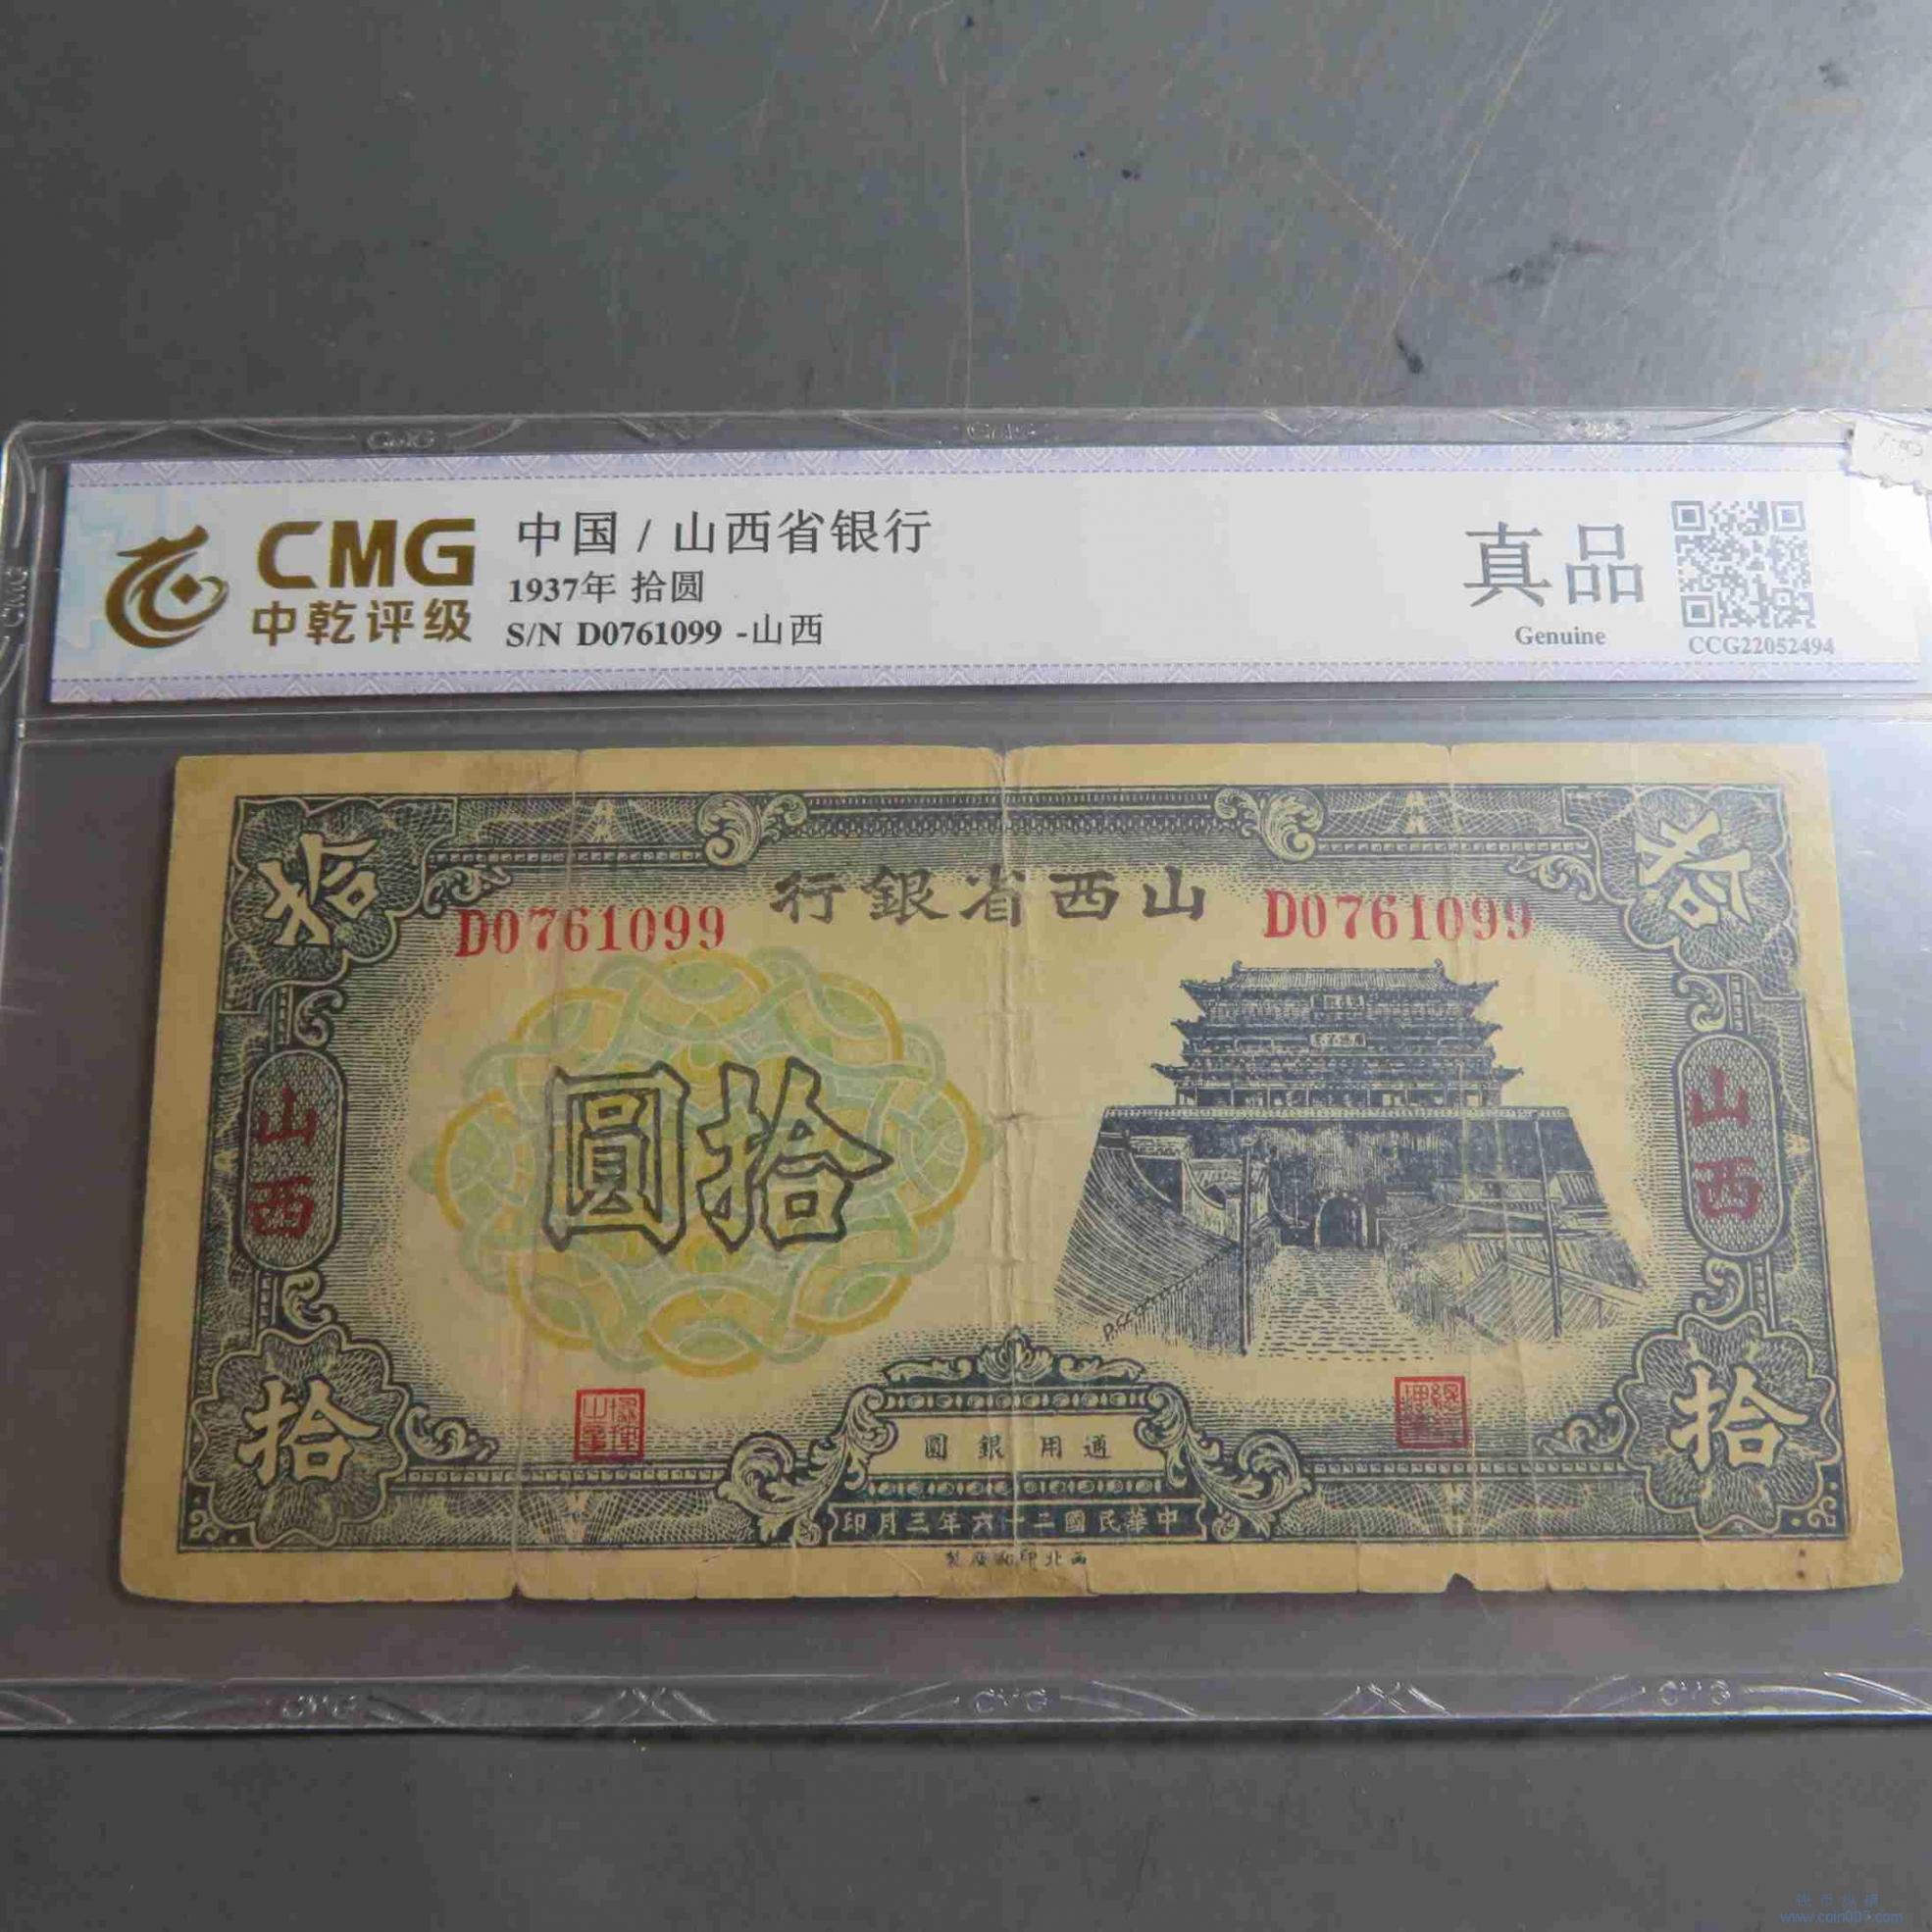 CMG
中乾评级
中国 / 山西省银行
1937年 拾圆
S/N D0761099 -山西
真品
Genuine
CCG22052494
拾
拾
行銀省西山
D0761099
D0761099
山西
山西
圓拾
拾
拾
圓銀用通
印月三年六十二國民華中
www.coin007.com